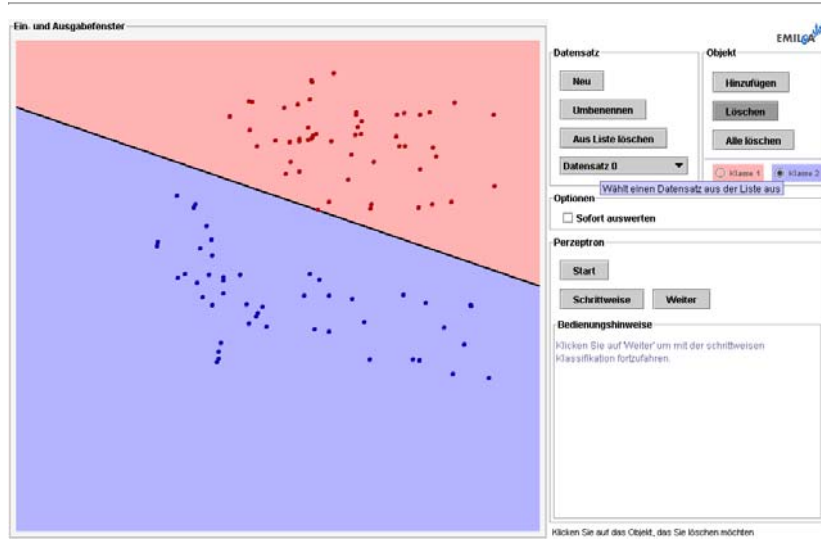 Ein- und Ausgabefenster
EMILeA
Datensatz
Neu
Umbenennen
Aus Liste löschen
Datensatz 0
Objekt
Hinzufügen
Löschen
Alle löschen
Klasse 1
Klasse 2
Wählt einen Datensatz aus der Liste aus
Optionen
Sofort auswerten
Perzeptron
Start
Schrittweise
Weiter
Bedienungshinweise
Klicken Sie auf 'Weiter' um mit der schrittweisen
Klassifikation fortzufahren.
Klicken Sie auf das Objekt, das Sie löschen möchten